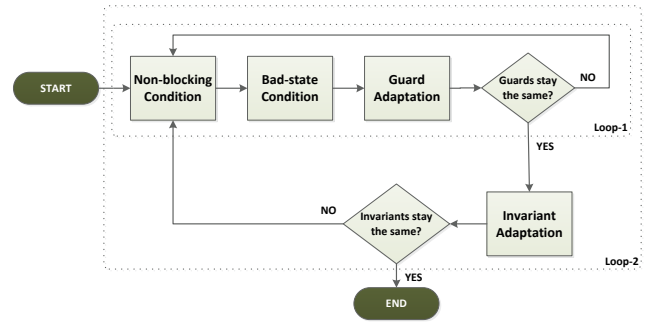 START
Non-blocking
Condition
Bad-state
Condition
Guard
Adaptation
Guards stay
the same?
NO
Loop-1
YES
Invariant
Adaptation
Invariants stay
the same?
NO
Loop-2
YES
END